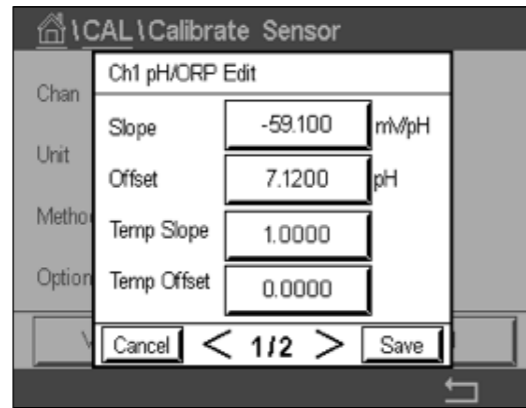 \CAL\Calibrate Sensor
Ch1 pH/ORP Edit
Chan
Slope -59.100 mV/pH
Unit
Offset 7.1200 pH
Temp Slope 1.0000
Option
Temp Offset 0.0000
Cancel < 1/2 > Save